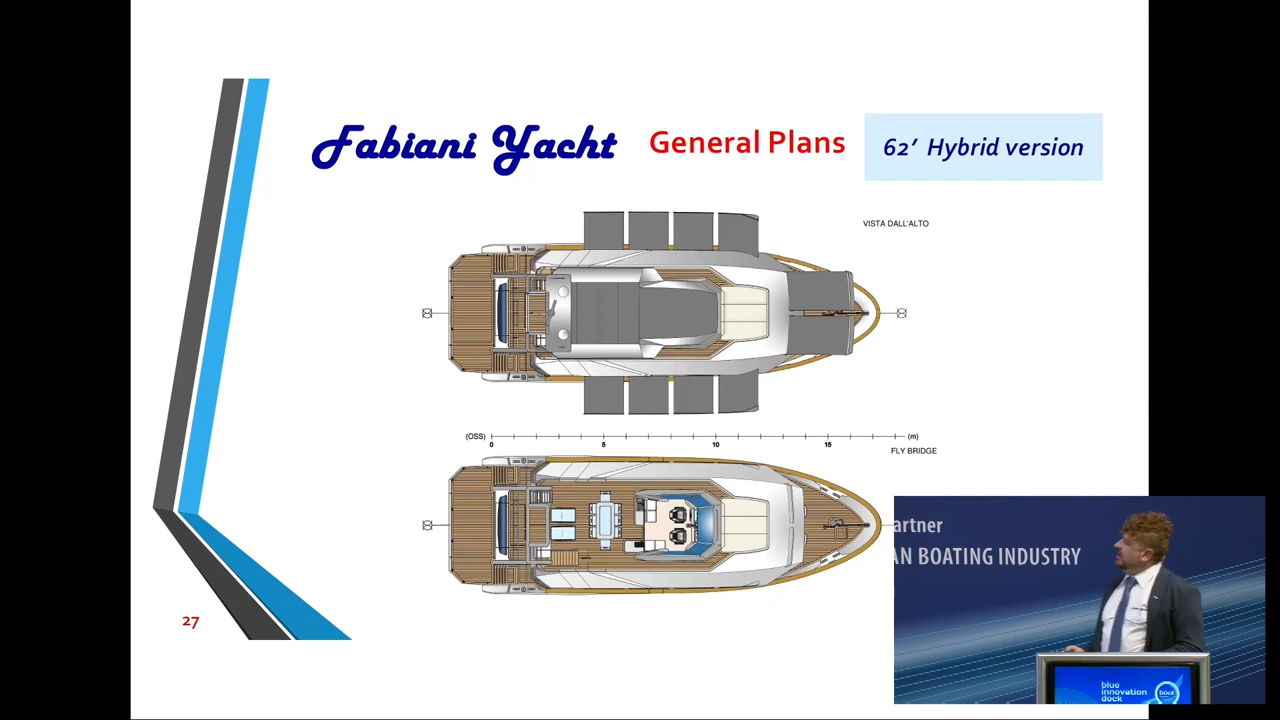 Fabiani Yacht
General Plans
62' Hybrid version
VISTA DALL'ALTO
(OSS)
0
5
10
15
(m)
FLY BRIDGE
artner
AN BOATING INDUSTRY
27
blue
innovation
dock
boot